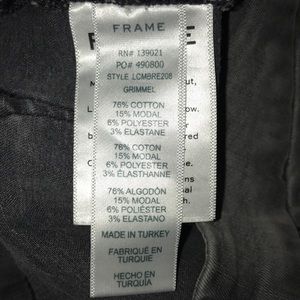 FRAME
RN# 139021
PO# 490800
STYLE LCMBRE208
GRIMMEL
76% COTTON
15% MODAL
6% POLYESTER
3% ELASTANE
76% COTON
15% MODAL
6% POLYESTER
3% ÉLASTHANNE
76% ALGODÓN
15% MODAL
6% POLIÉSTER
3% ELASTANO
MADE IN TURKEY
FABRIQUÉ EN
TURQUIE
HECHO EN
TURQUÍA